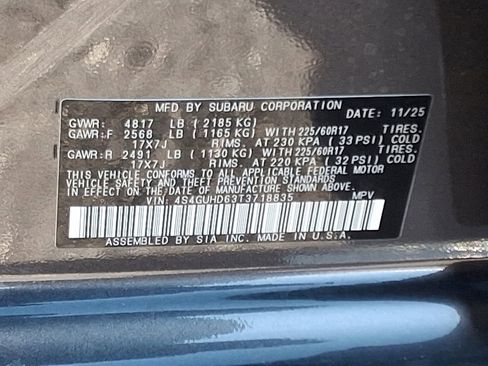 MFD BY SUBARU CORPORATION DATE: 11/25
GVWR: 4817 LB (2185 KG)
GAWR:F 2568 LB (1165 KG) WITH 225/60R17 TIRES.
17X7J RIMS. AT 230 KPA (33 PSI) COLD
GAWR:R 2491 LB (1130 KG) WITH 225/60R17 TIRES.
17X7J RIMS. AT 220 KPA (32 PSI) COLD
THIS VEHICLE CONFORMS TO ALL APPLICABLE FEDERAL MOTOR
VEHICLE SAFETY AND THEFT PREVENTION STANDARDS
IN EFFECT ON THE DATE OF MANUFACTURE SHOWN ABOVE.
VIN: 4S4GUHD63T3718835 MPV
ASSEMBLED BY SIA INC. MADE IN U.S.A.